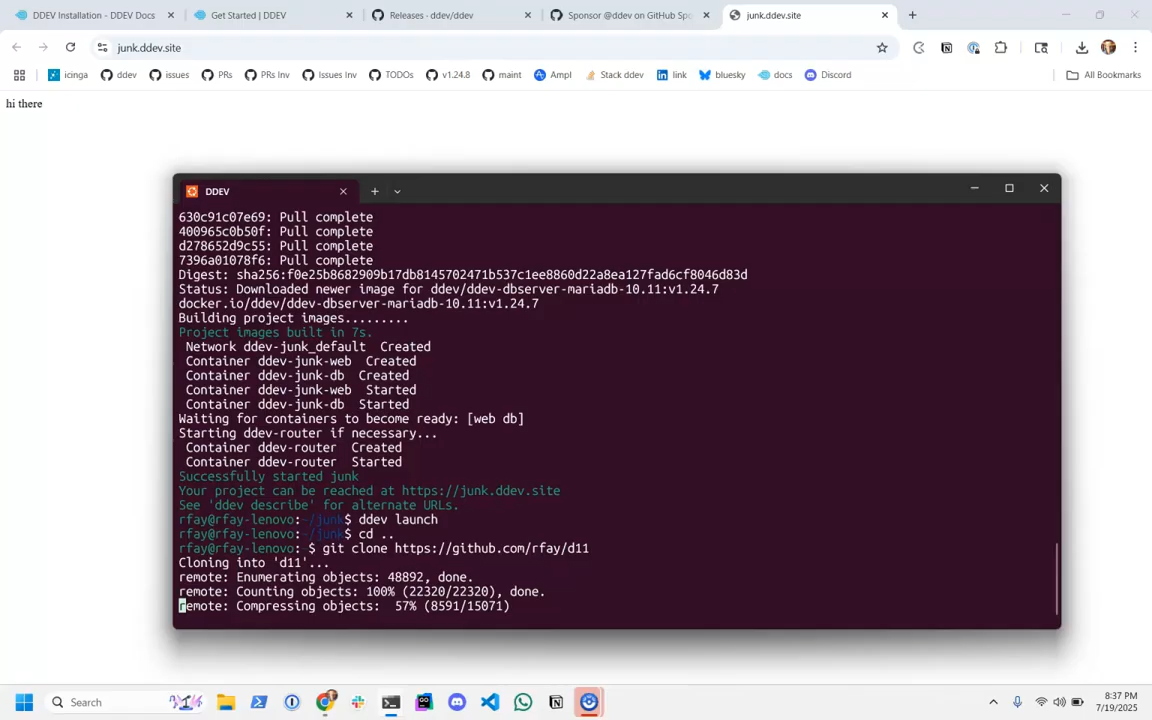 DDEV Installation - DDEV Docs
Get Started | DDEV
Releases · ddev/ddev
Sponsor @ddev on GitHub Spo
junk.ddev.site
junk.ddev.site
icinga
ddev
issues
PRs
PRs Inv
Issues Inv
TODOs
v1.24.8
maint
Ampl
Stack ddev
link
bluesky
docs
Discord
All Bookmarks
hi there
DDEV
630c91c07e69: Pull complete
400965c0b50f: Pull complete
d278652d9c55: Pull complete
7396a01078f6: Pull complete
Digest: sha256:f0e25b8682909b17db8145702471b537c1ee8860d22a8ea127fad6cf8046d83d
Status: Downloaded newer image for ddev/ddev-dbserver-mariadb-10.11:v1.24.7
docker.io/ddev/ddev-dbserver-mariadb-10.11:v1.24.7
Building project images.........
Project images built in 7s.
Network ddev-junk_default  Created
Container ddev-junk-web  Created
Container ddev-junk-db  Created
Container ddev-junk-web  Started
Container ddev-junk-db  Started
Waiting for containers to become ready: [web db]
Starting ddev-router if necessary...
Container ddev-router  Created
Container ddev-router  Started
Successfully started junk
Your project can be reached at https://junk.ddev.site
See 'ddev describe' for alternate URLs.
rfay@rfay-lenovo:~/junk$ ddev launch
rfay@rfay-lenovo:~/junk$ cd ..
rfay@rfay-lenovo:~$ git clone https://github.com/rfay/d11
Cloning into 'd11'...
remote: Enumerating objects: 48892, done.
remote: Counting objects: 100% (22320/22320), done.
remote: Compressing objects:  57% (8591/15071)
Search
8:37 PM
7/19/2025